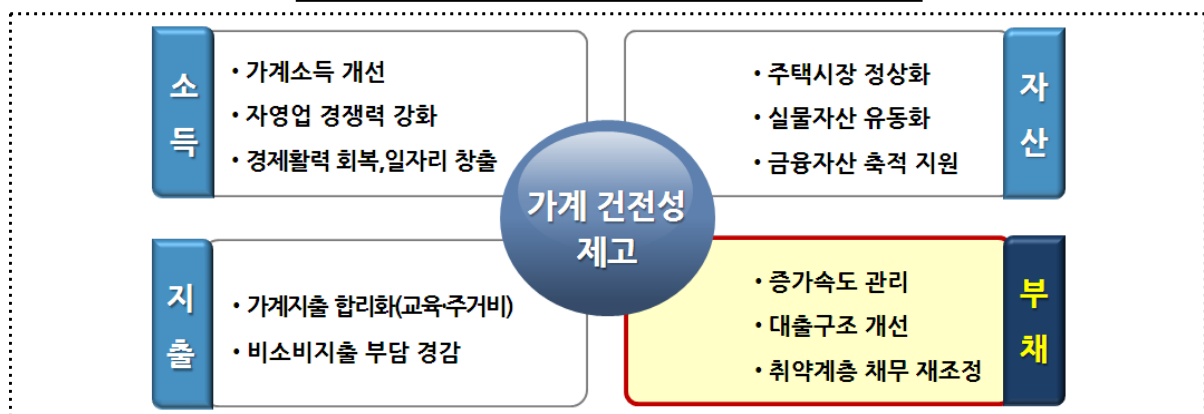 소득
• 가계소득 개선
• 자영업 경쟁력 강화
• 경제활력 회복,일자리 창출
자산
• 주택시장 정상화
• 실물자산 유동화
• 금융자산 축적 지원
가계 건전성
제고
지출
• 가계지출 합리화(교육·주거비)
• 비소비지출 부담 경감
부채
• 증가속도 관리
• 대출구조 개선
• 취약계층 채무 재조정